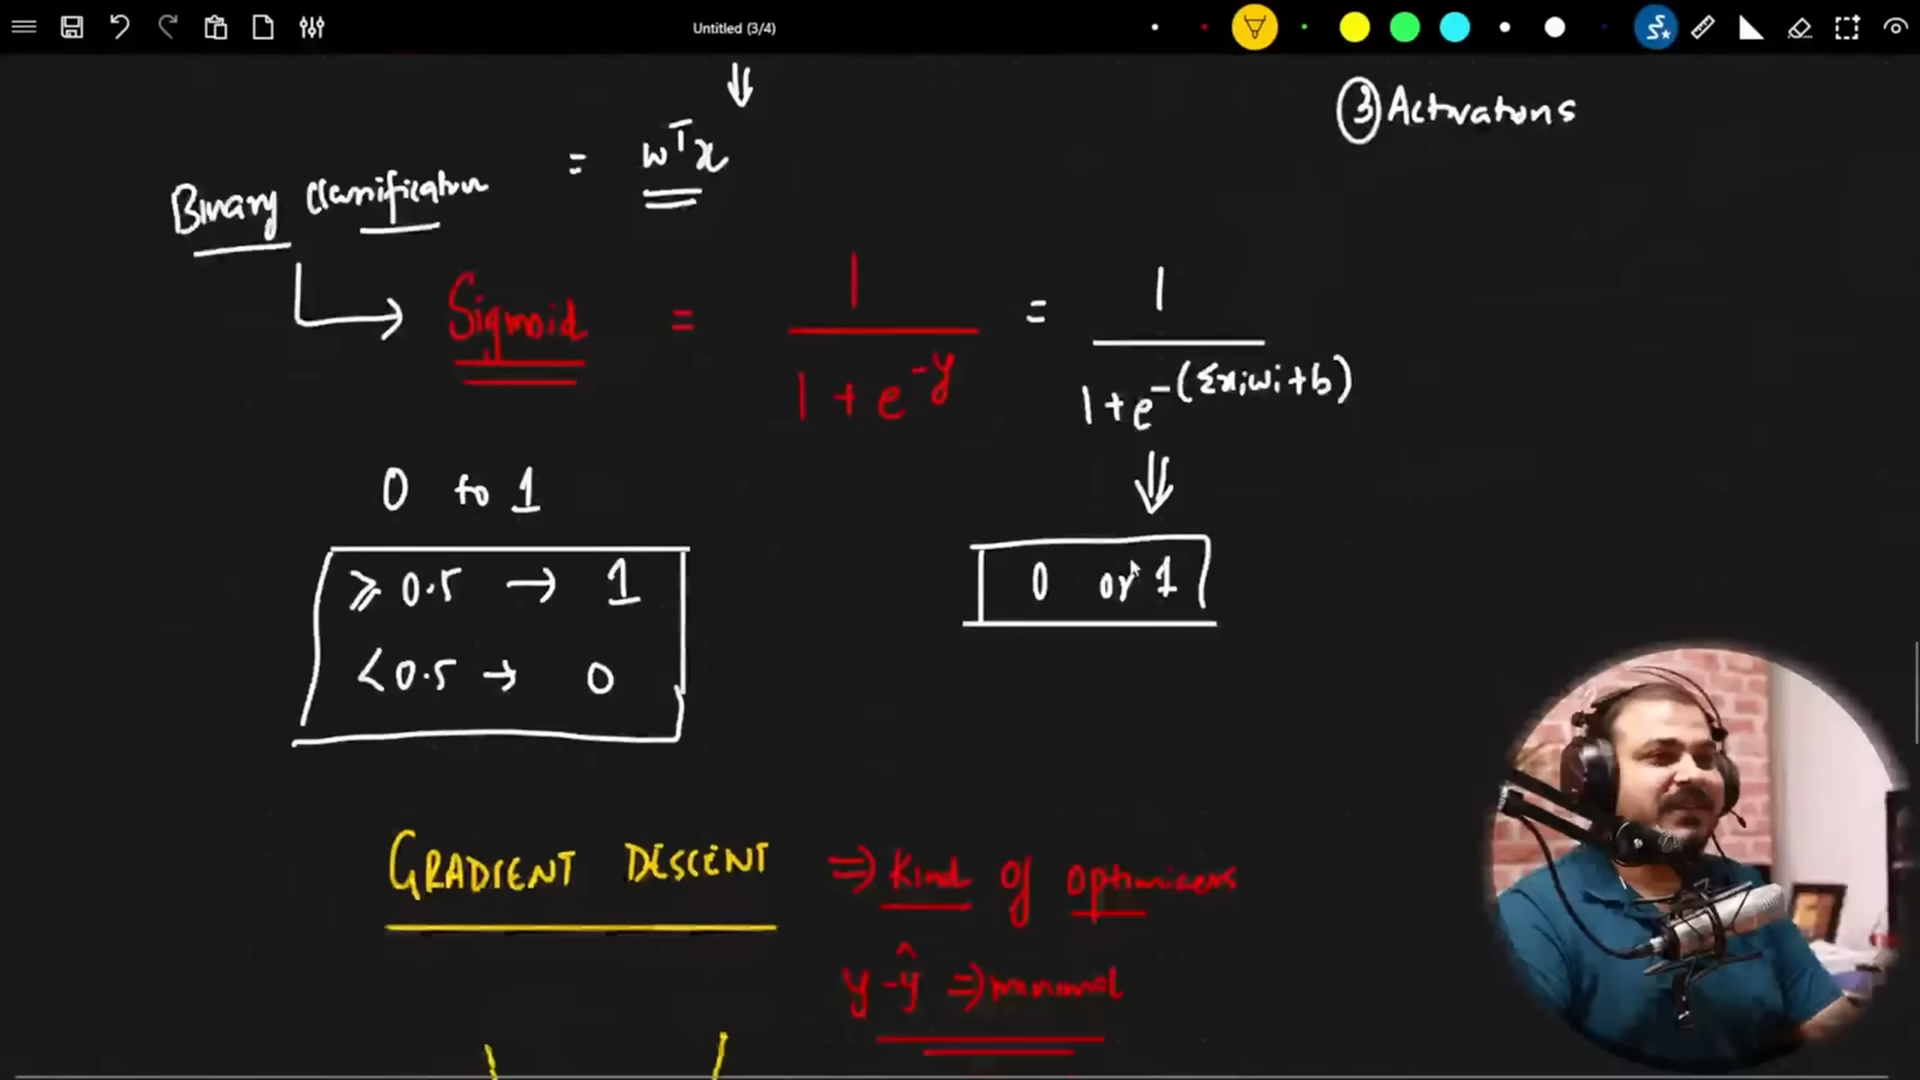 Untitled (3/4)
③ Activations
Binary classification = wᵀx
Sigmoid = 1 / (1 + e^-y) = 1 / (1 + e^-(Σxiwi + b))
0 to 1
≥ 0.5 → 1
0 or 1
< 0.5 → 0
GRADIENT DESCENT ⇒ Kind of optimizers
y - ŷ ⇒ minimal